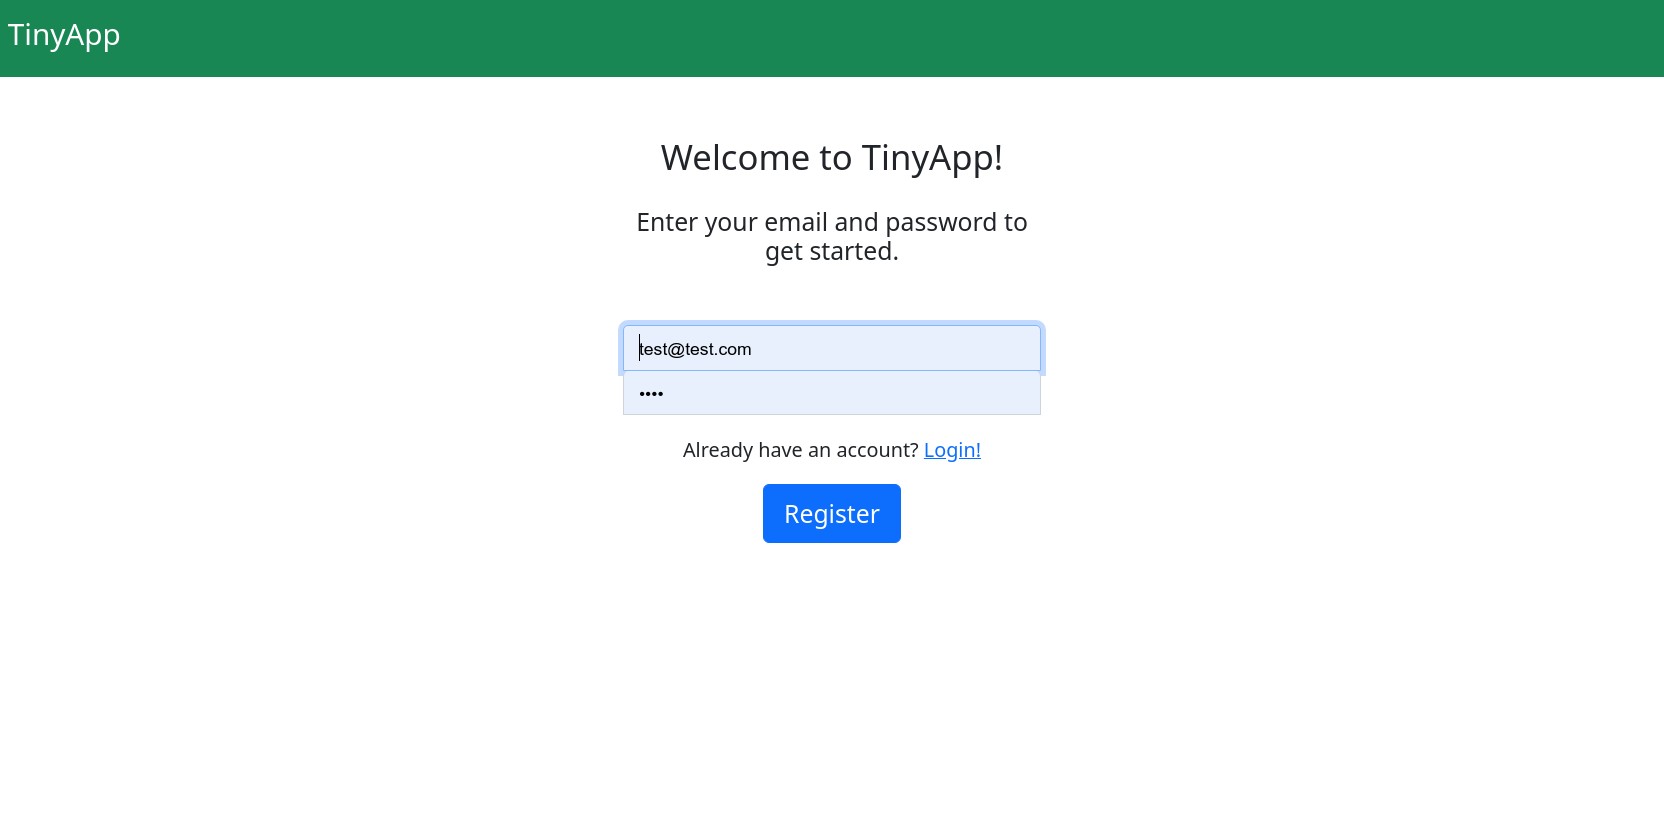 TinyApp
Welcome to TinyApp!
Enter your email and password to
get started.
test@test.com
••••
Already have an account? Login!
Register